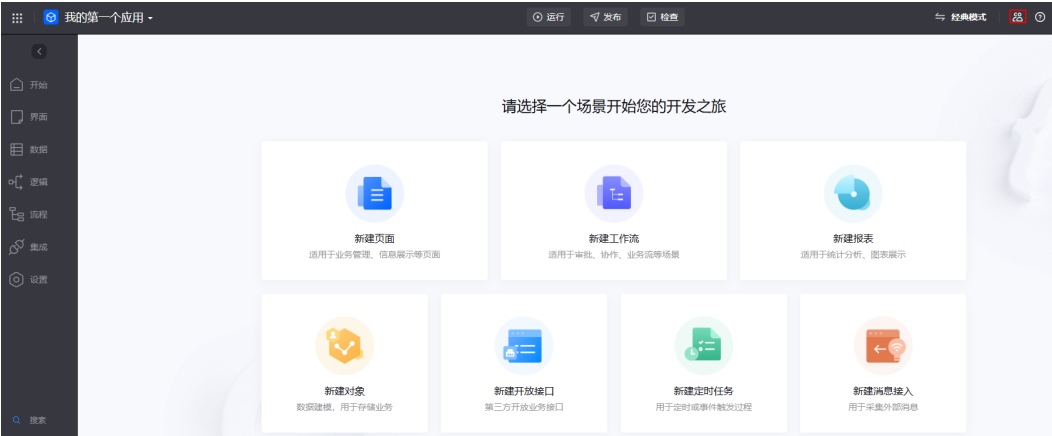 我的第一个应用
运行
发布
检查
经典模式
开始
界面
数据
逻辑
流程
集成
设置
搜索
请选择一个场景开始您的开发之旅
新建页面
适用于业务管理、信息展示等页面
新建工作流
适用于审批、协作、业务流等场景
新建报表
适用于统计分析、图表展示
新建对象
数据建模，用于存储业务
新建开放接口
第三方开放业务接口
新建定时任务
用于定时或事件触发过程
新建消息接入
用于采集外部消息